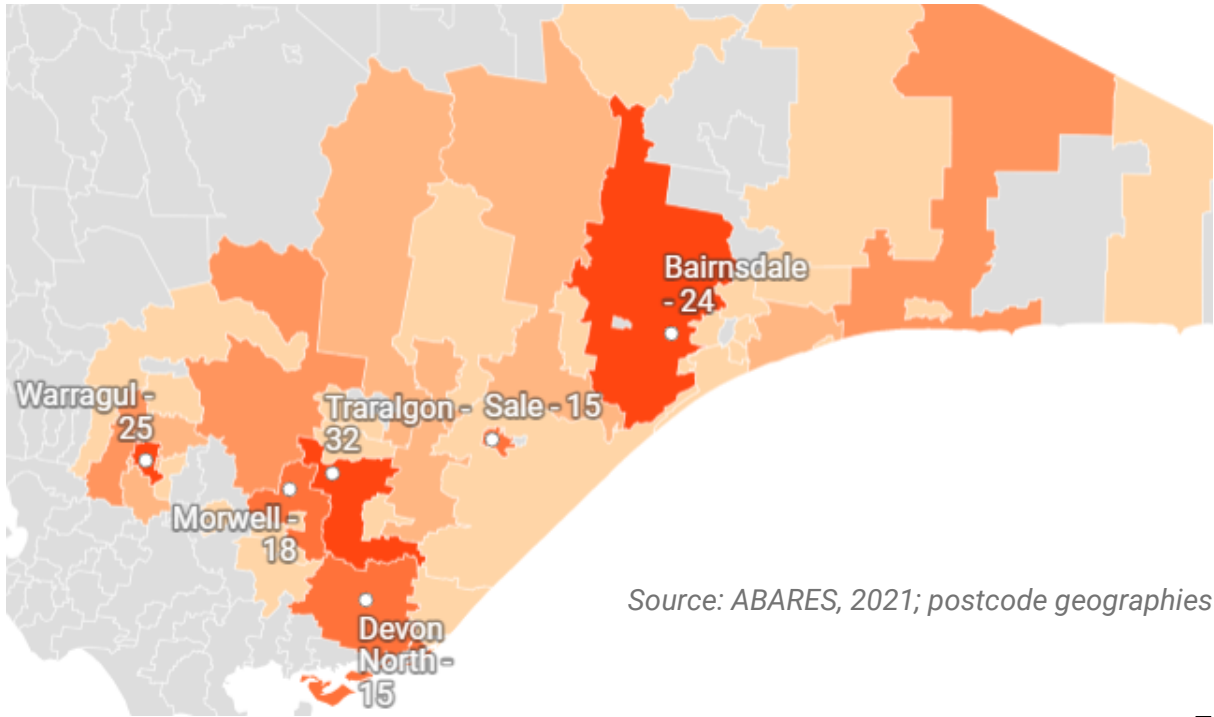 Bairnsdale
- 24
Warragul -
25
Traralgon -
32
Sale - 15
Morwell -
18
Source: ABARES, 2021; postcode geographies
Devon
North -
15